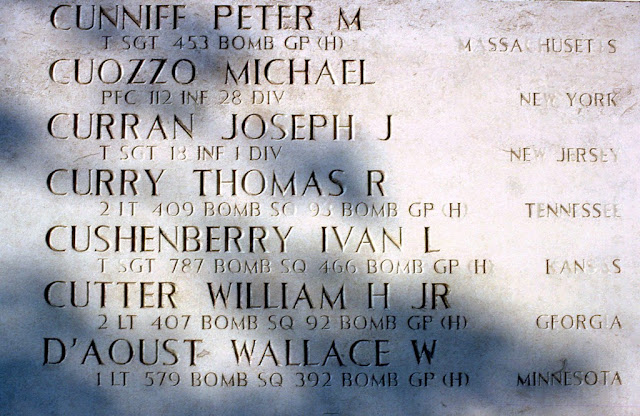 CUNNIFF PETER M
T SGT 453 BOMB GP (H) MASSACHUSETTS
CUOZZO MICHAEL
PFC 112 INF 28 DIV NEW YORK
CURRAN JOSEPH J
T SGT 18 INF 1 DIV NEW JERSEY
CURRY THOMAS R
2 LT 409 BOMB SQ 93 BOMB GP (H) TENNESSEE
CUSHENBERRY IVAN L
T SGT 787 BOMB SQ 466 BOMB GP (H) KANSAS
CUTTER WILLIAM H JR
2 LT 407 BOMB SQ 92 BOMB GP (H) GEORGIA
D'AOUST WALLACE W
1 LT 579 BOMB SQ 392 BOMB GP (H) MINNESOTA